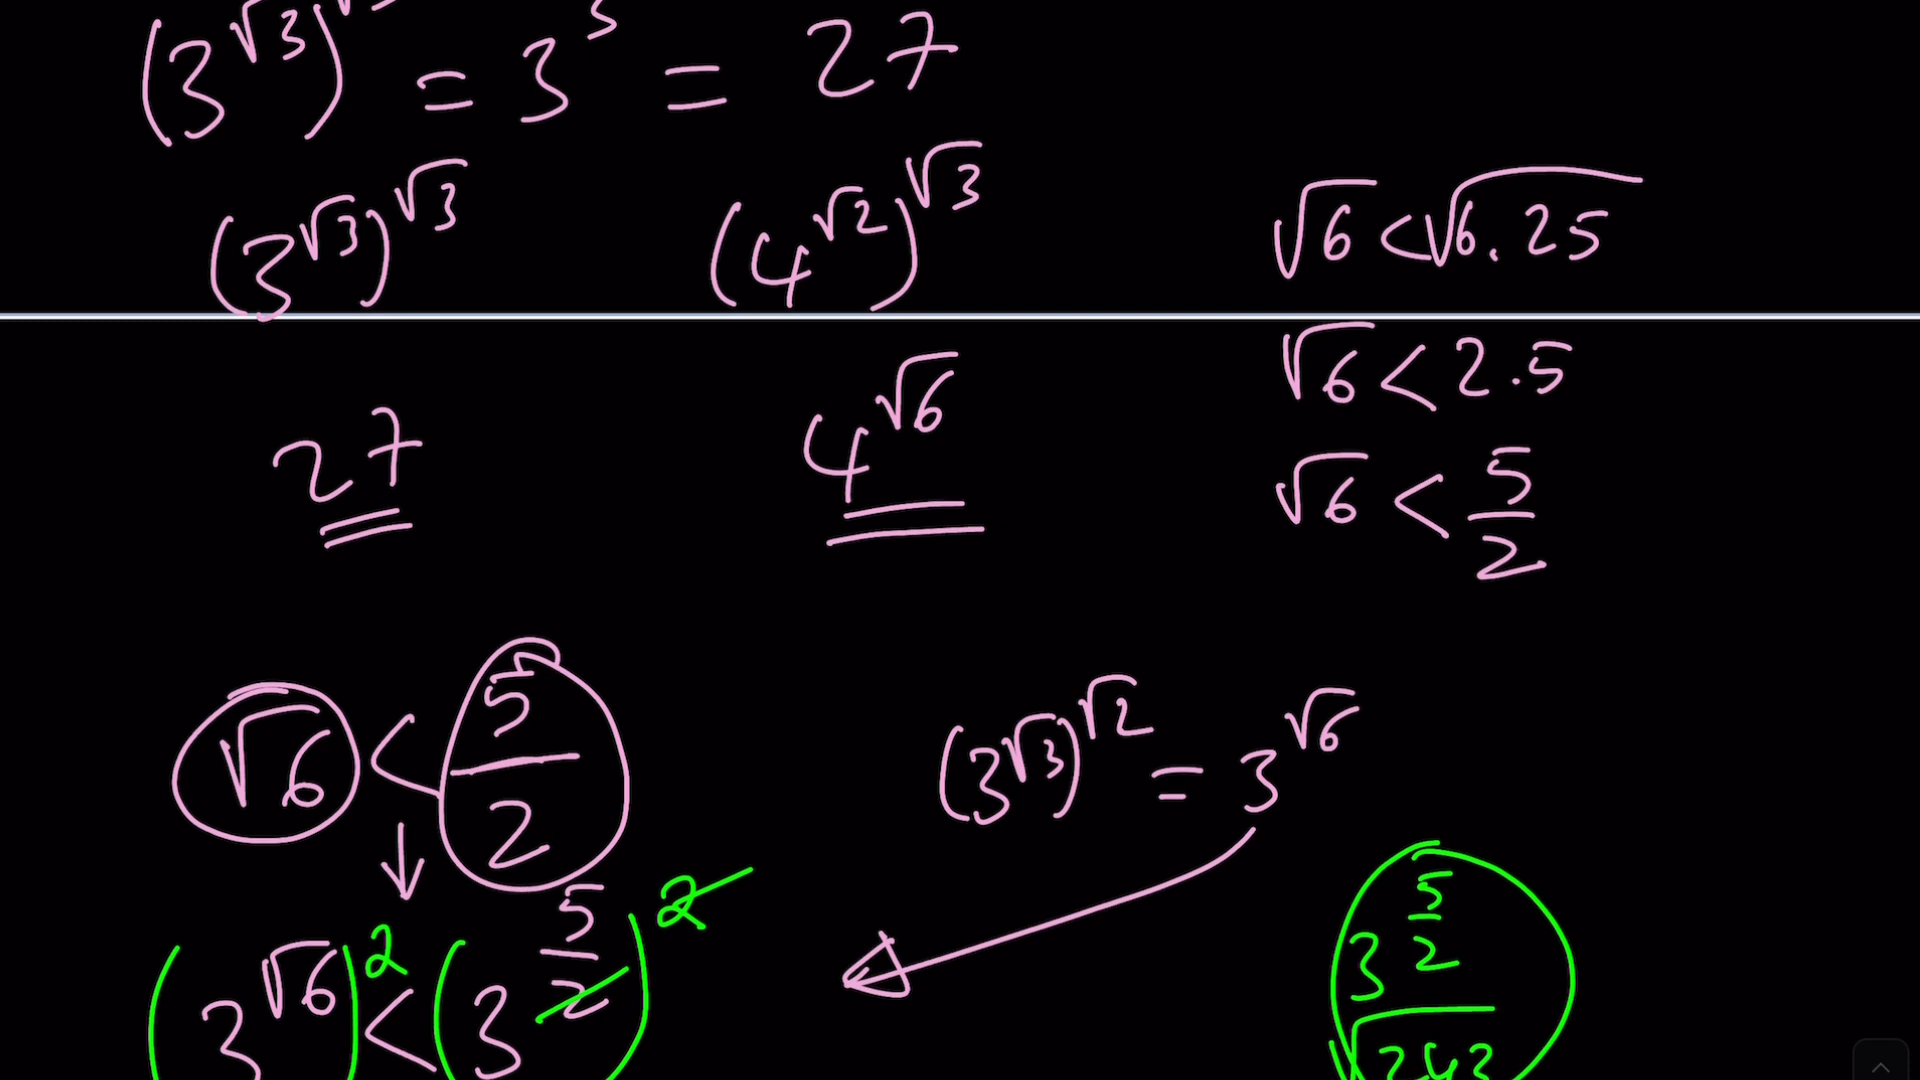 (3^√3)^√ = 3^3 = 27
(3^√3)^√3 (4^√2)^√3 √6 < √6.25
√6 < 2.5
27 4^√6
√6 < 5/2
√6 < 5/2 (3^√3)^√2 = 3^√6
(3^√6)^2 < (3^5/2)^2 3^5/2
√243